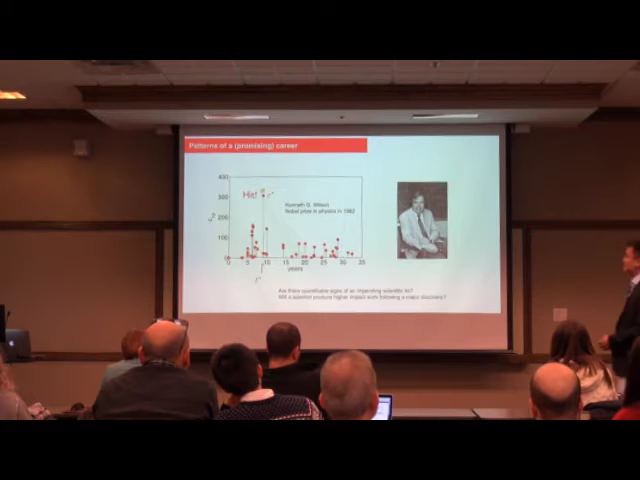 Patterns of a (promising) career
400
300
200
100
0
Hit!
c*
Kenneth G. Wilson
Nobel prize in physics in 1982
c10
0 5 10 15 20 25 30 35
years
t*
Are there quantitative signs of an impending scientific hit?
Will a scientist produce higher impact work following a major discovery?